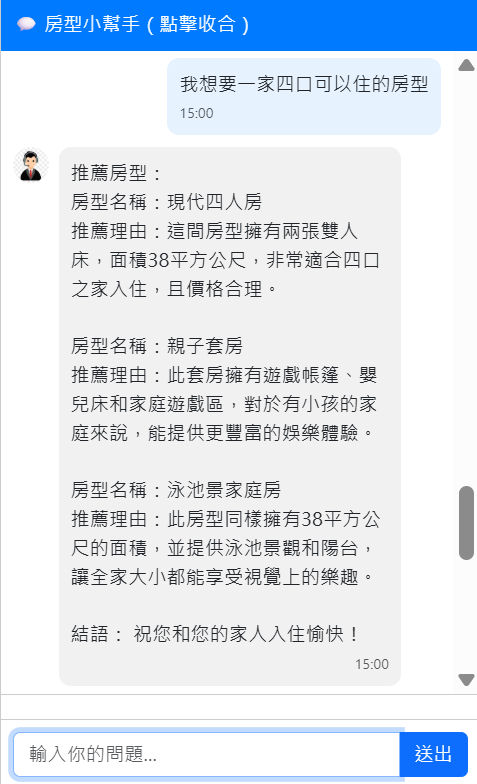 房型小幫手（點擊收合）
我想要一家四口可以住的房型
15:00
推薦房型：
房型名稱：現代四人房
推薦理由：這間房型擁有兩張雙人
床，面積38平方公尺，非常適合四口
之家入住，且價格合理。
房型名稱：親子套房
推薦理由：此套房擁有遊戲帳篷、嬰
兒床和家庭遊戲區，對於有小孩的家
庭來說，能提供更豐富的娛樂體驗。
房型名稱：泳池景家庭房
推薦理由：此房型同樣擁有38平方公
尺的面積，並提供泳池景觀和陽台，
讓全家大小都能享受視覺上的樂趣。
結語： 祝您和您的家人入住愉快！
15:00
輸入你的問題...
送出